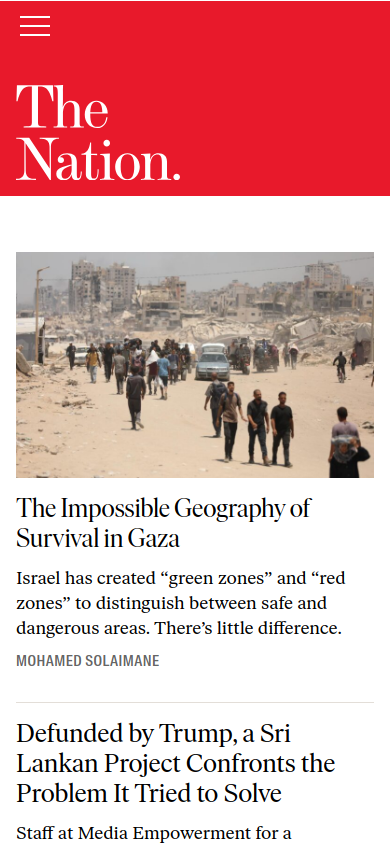 The
Nation.
The Impossible Geography of
Survival in Gaza
Israel has created “green zones” and “red
zones” to distinguish between safe and
dangerous areas. There’s little difference.
MOHAMED SOLAIMANE
Defunded by Trump, a Sri
Lankan Project Confronts the
Problem It Tried to Solve
Staff at Media Empowerment for a